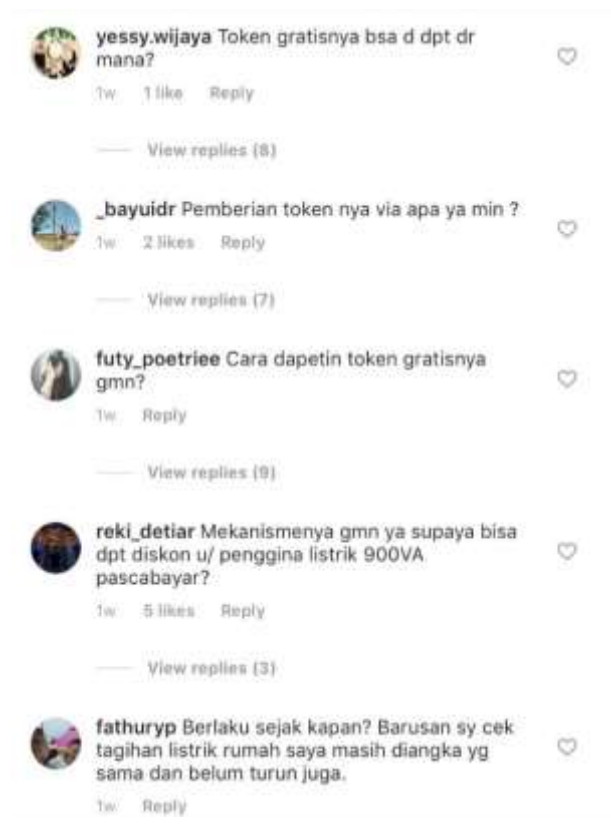 yessy.wijaya Token gratisnya bsa d dpt dr
mana?
1w 1 like Reply
View replies (8)
_bayuidr Pemberian token nya via apa ya min ?
1w 2 likes Reply
View replies (7)
futy_poetriee Cara dapetin token gratisnya
gmn?
1w Reply
View replies (9)
reki_detiar Mekanismenya gmn ya supaya bisa
dpt diskon u/ penggina listrik 900VA
pascabayar?
1w 5 likes Reply
View replies (3)
fathuryp Berlaku sejak kapan? Barusan sy cek
tagihan listrik rumah saya masih diangka yg
sama dan belum turun juga.
1w Reply